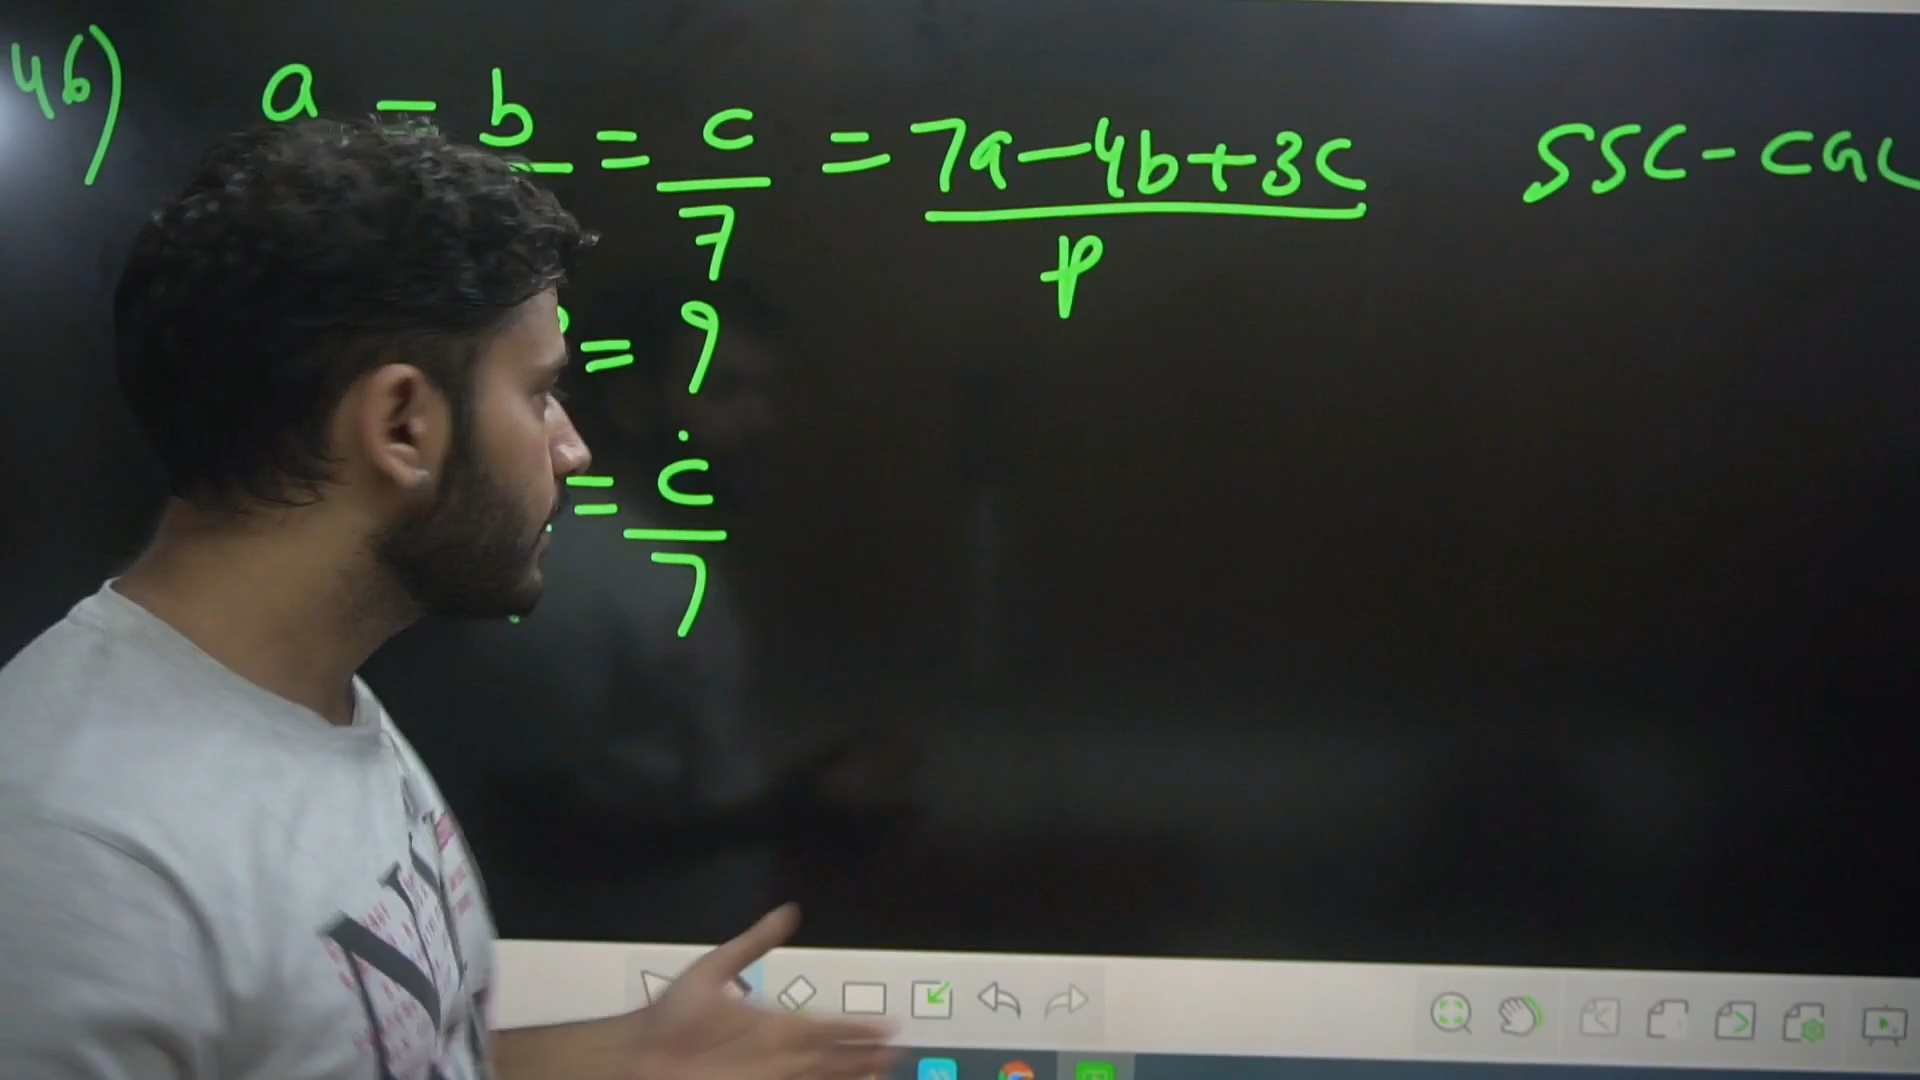 46) a = b = c/7 = 7a-4b+3c/p SSC-CGL
= 9
= c/7